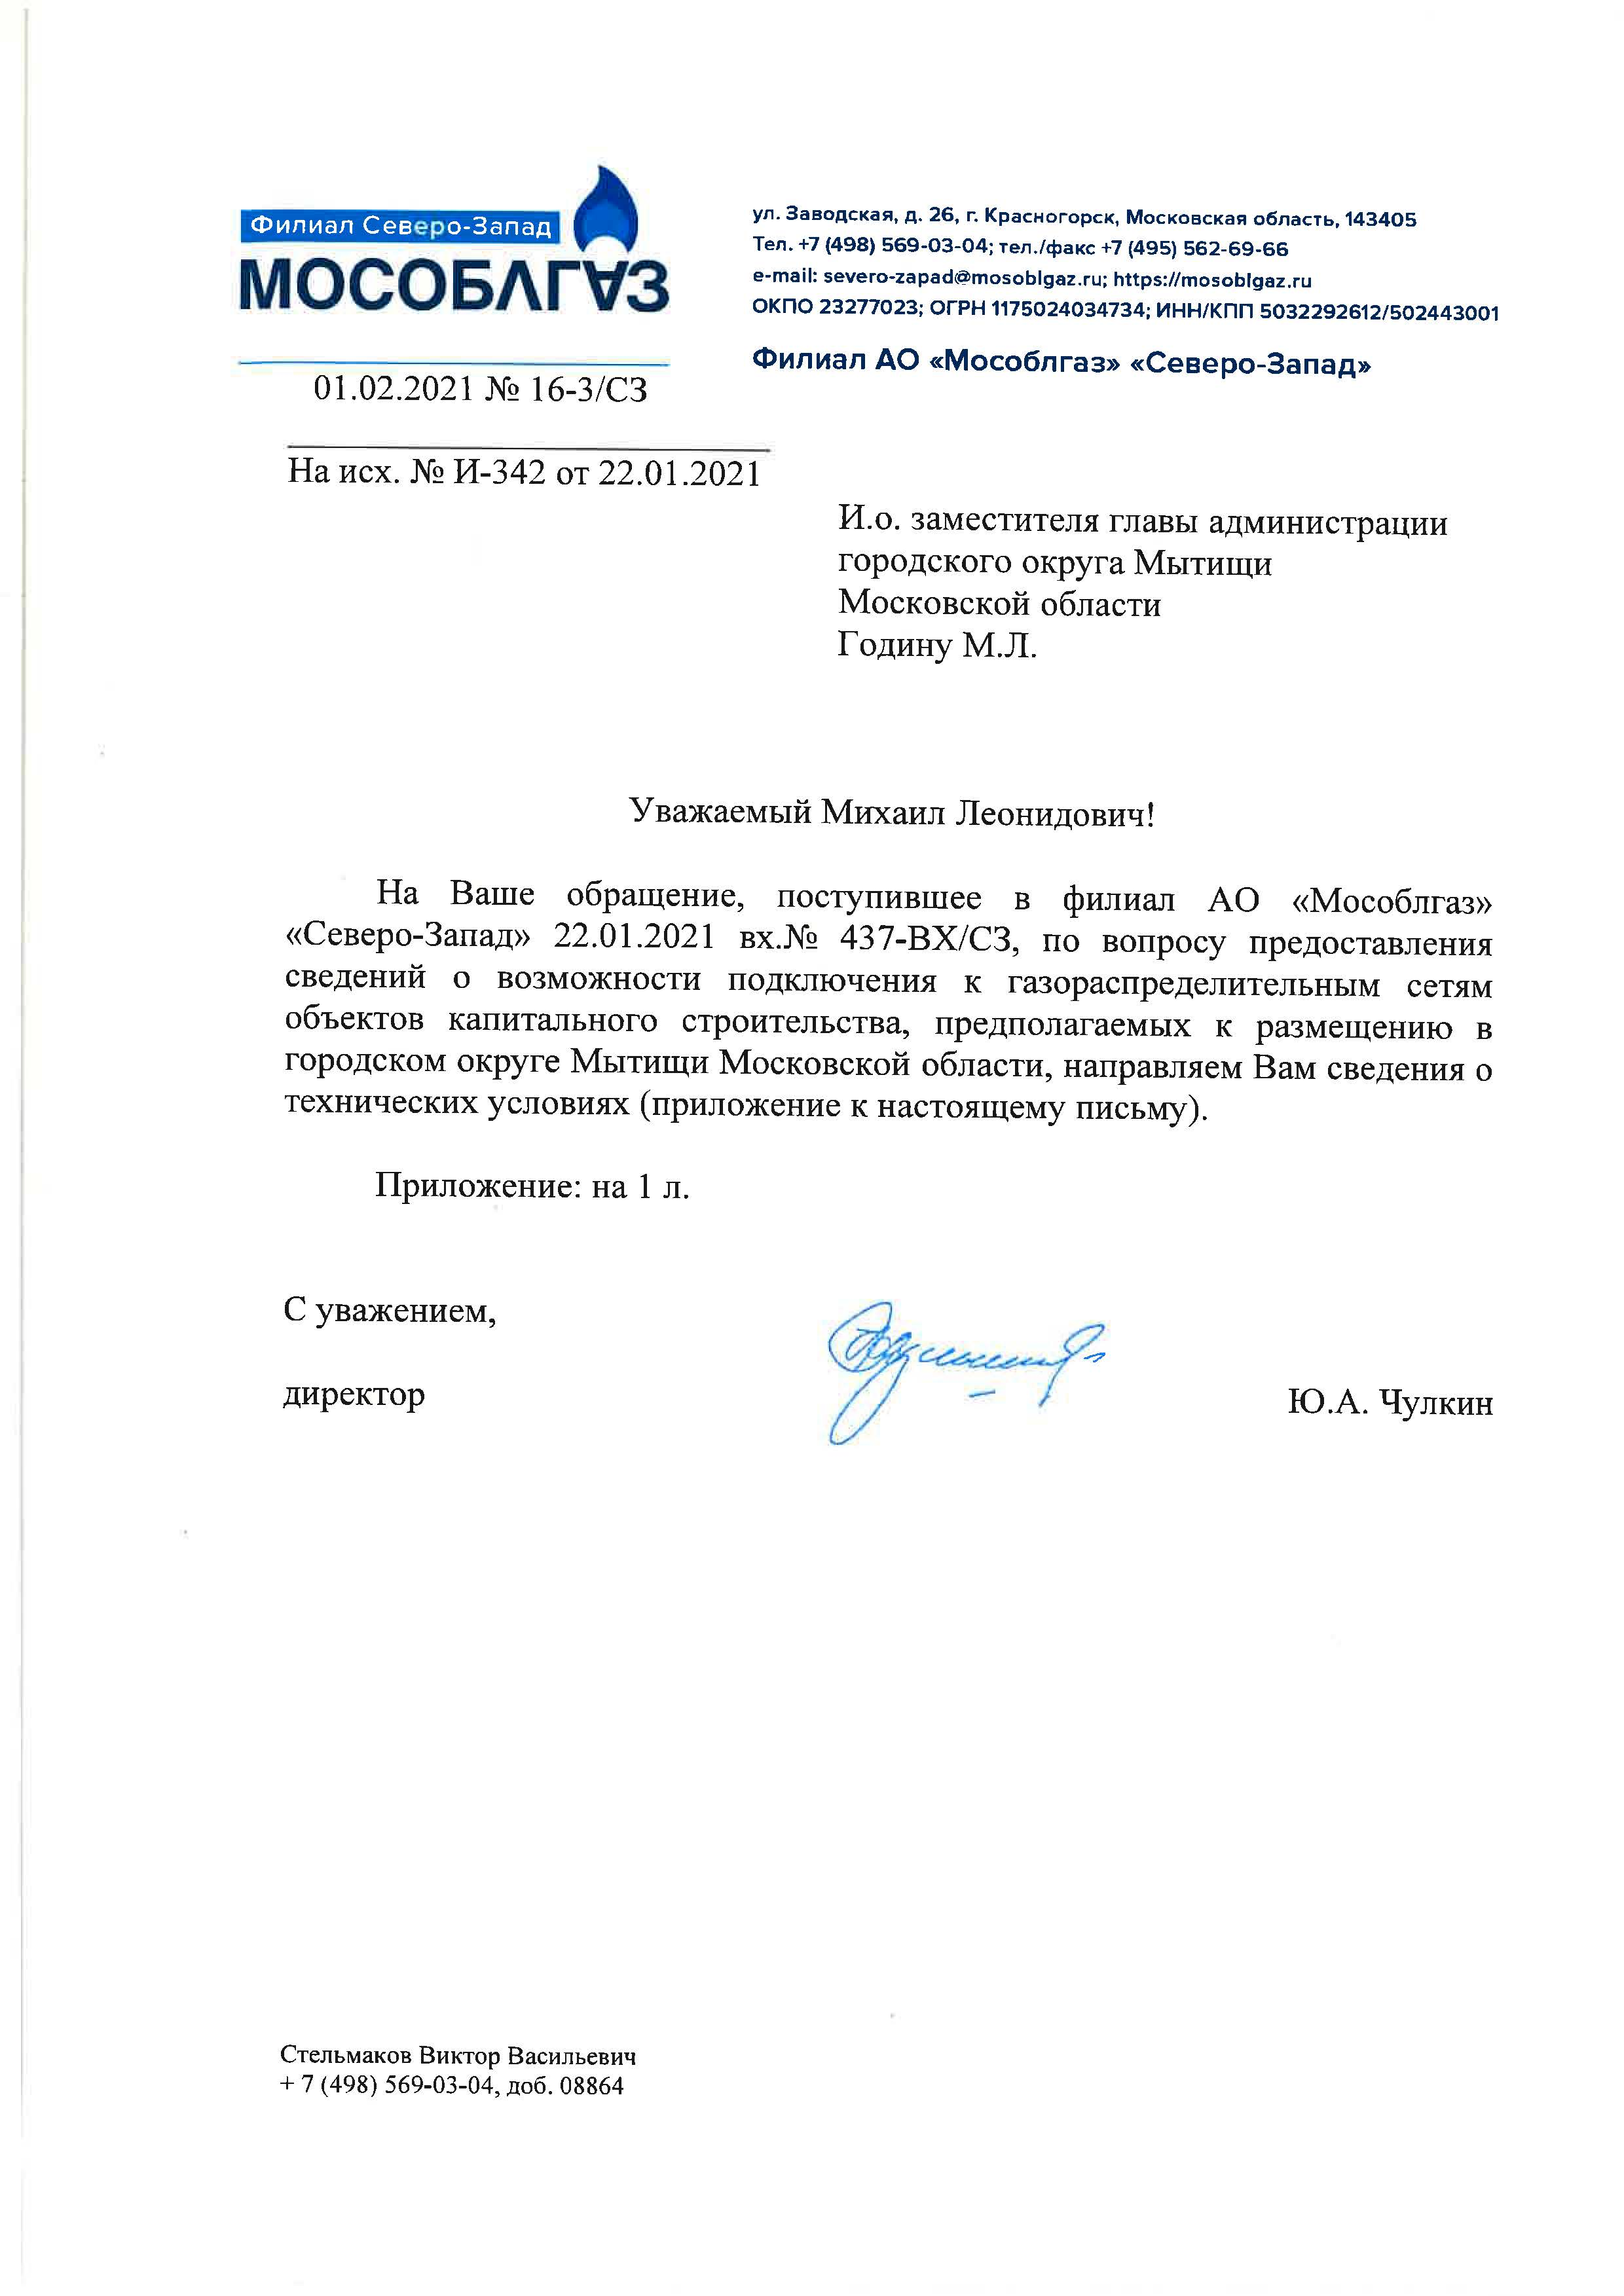 Филиал Северо-Запад
МОСОБЛГАЗ
ул. Заводская, д. 26, г. Красногорск, Московская область, 143405
Тел. +7 (498) 569-03-04; тел./факс +7 (495) 562-69-66
e-mail: severo-zapad@mosoblgaz.ru; https://mosoblgaz.ru
ОКПО 23277023; ОГРН 1175024034734; ИНН/КПП 5032292612/502443001
Филиал АО «Мособлгаз» «Северо-Запад»
01.02.2021 № 16-3/СЗ
На исх. № И-342 от 22.01.2021
И.о. заместителя главы администрации
городского округа Мытищи
Московской области
Годину М.Л.
Уважаемый Михаил Леонидович!
На Ваше обращение, поступившее в филиал АО «Мособлгаз»
«Северо-Запад» 22.01.2021 вх.№ 437-ВХ/СЗ, по вопросу предоставления
сведений о возможности подключения к газораспределительным сетям
объектов капитального строительства, предполагаемых к размещению в
городском округе Мытищи Московской области, направляем Вам сведения о
технических условиях (приложение к настоящему письму).
Приложение: на 1 л.
С уважением,
директор
Ю.А. Чулкин
Стельмаков Виктор Васильевич
+ 7 (498) 569-03-04, доб. 08864